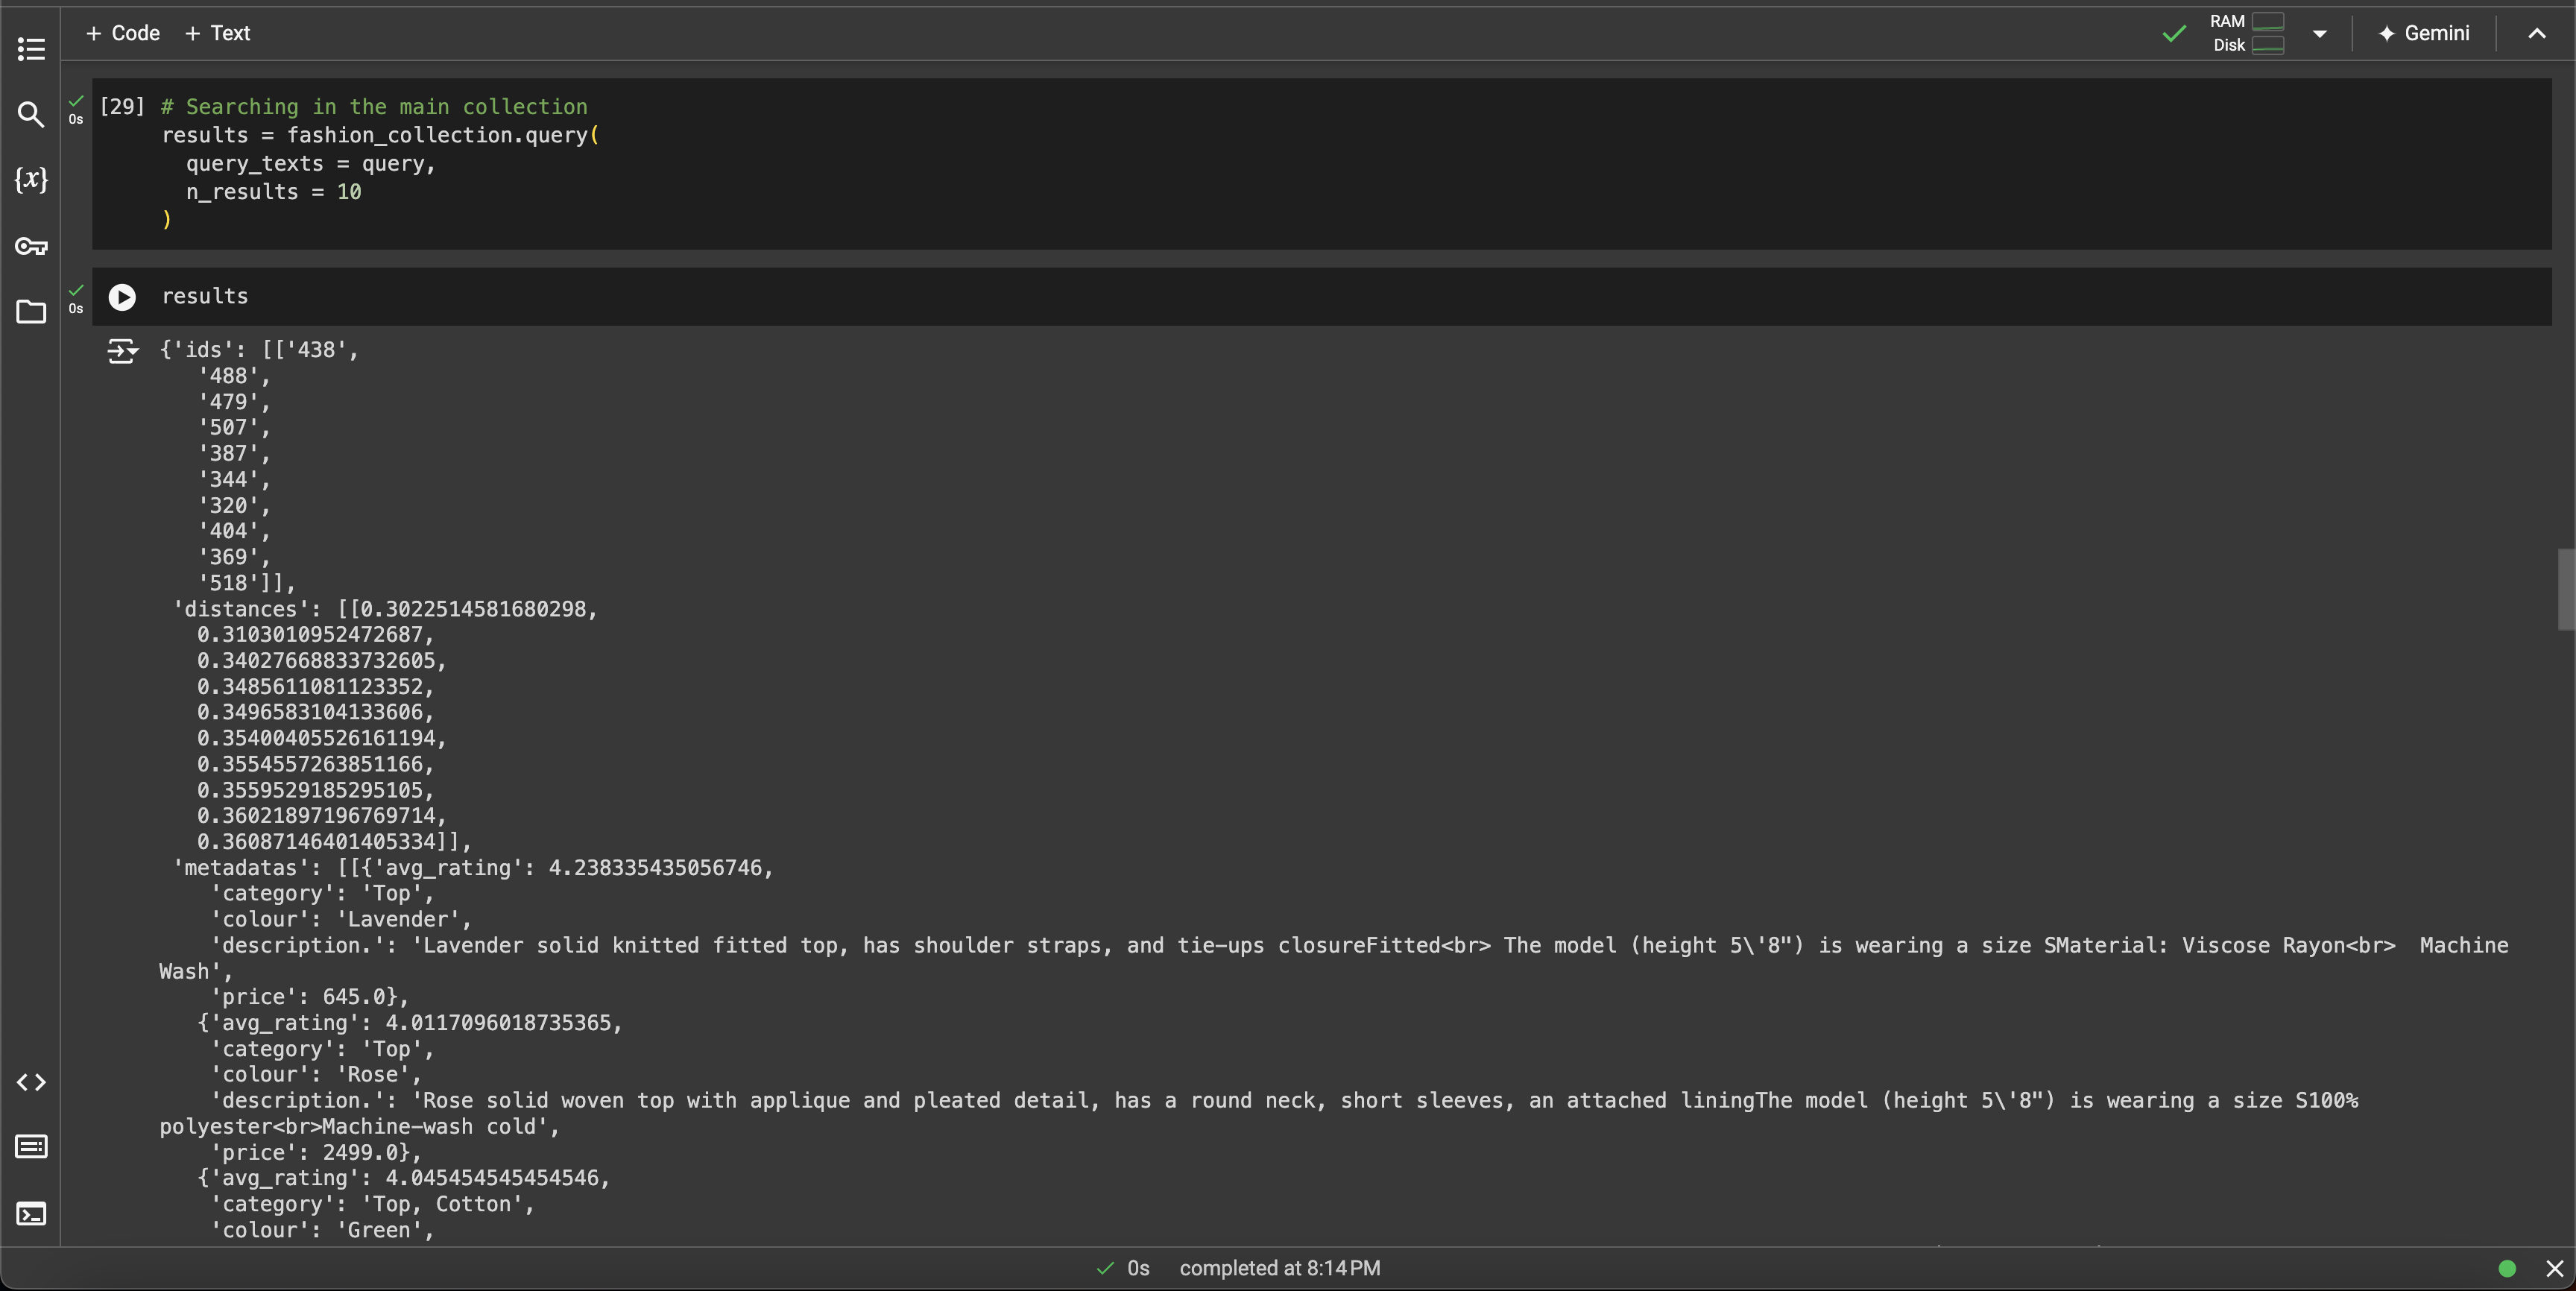 + Code + Text
RAM
Disk
Gemini
{x}
0s
[29] # Searching in the main collection
results = fashion_collection.query(
query_texts = query,
n_results = 10
)
0s
results
{'ids': [['438',
'488',
'479',
'507',
'387',
'344',
'320',
'404',
'369',
'518']],
'distances': [[0.3022514581680298,
0.3103010952472687,
0.34027668833732605,
0.3485611081123352,
0.3496583104133606,
0.35400405526161194,
0.3554557263851166,
0.3559529185295105,
0.36021897196769714,
0.36087146401405334]],
'metadatas': [[{'avg_rating': 4.238335435056746,
'category': 'Top',
'colour': 'Lavender',
'description.': 'Lavender solid knitted fitted top, has shoulder straps, and tie-ups closureFitted<br> The model (height 5\'8") is wearing a size SMaterial: Viscose Rayon<br>  Machine
Wash',
'price': 645.0},
{'avg_rating': 4.0117096018735365,
'category': 'Top',
'colour': 'Rose',
'description.': 'Rose solid woven top with applique and pleated detail, has a round neck, short sleeves, an attached liningThe model (height 5\'8") is wearing a size S100%
polyester<br>Machine-wash cold',
'price': 2499.0},
{'avg_rating': 4.045454545454546,
'category': 'Top, Cotton',
'colour': 'Green',
0s completed at 8:14 PM